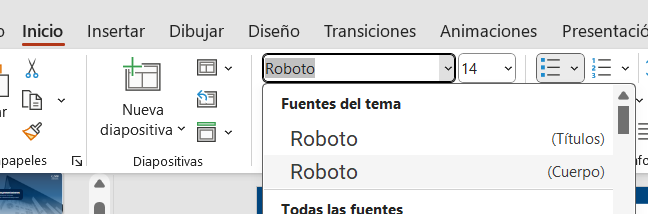 Inicio Insertar Dibujar Diseño Transiciones Animaciones Presentació
Roboto 14
Nueva
diapositiva
apapeles Diapositivas
Fuentes del tema
Roboto (Títulos)
Roboto (Cuerpo)
Todas las fuentes